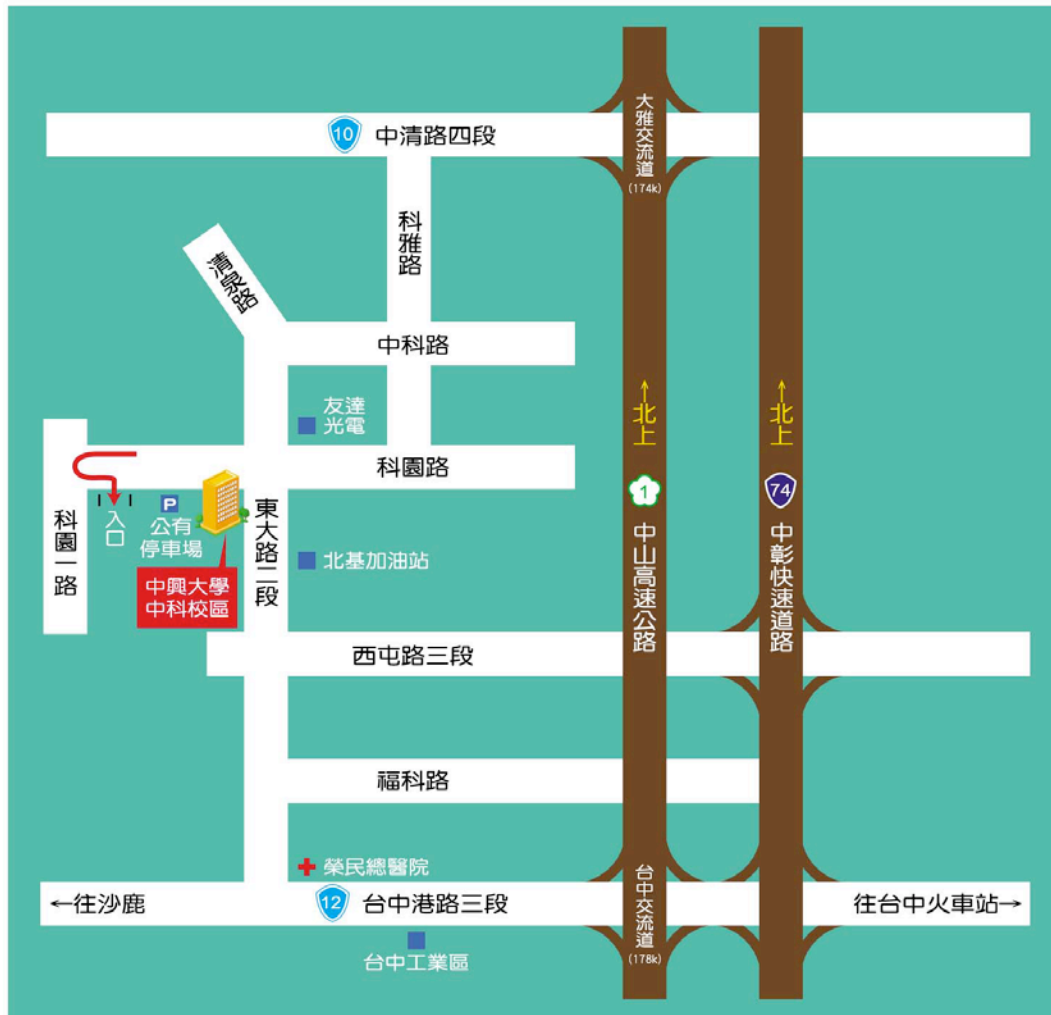 10 中清路四段
大雅交流道
(174k)
科雅路
清泉路
中科路
友達
光電
←北上
←北上
科園路
科園一路
入口
P
公有
停車場
東大路二段
1
中山高速公路
74
中彰快速道路
北基加油站
中興大學
中科校區
西屯路三段
福科路
榮民總醫院
←往沙鹿
12 台中港路三段
台中交流道
(178k)
往台中火車站→
台中工業區